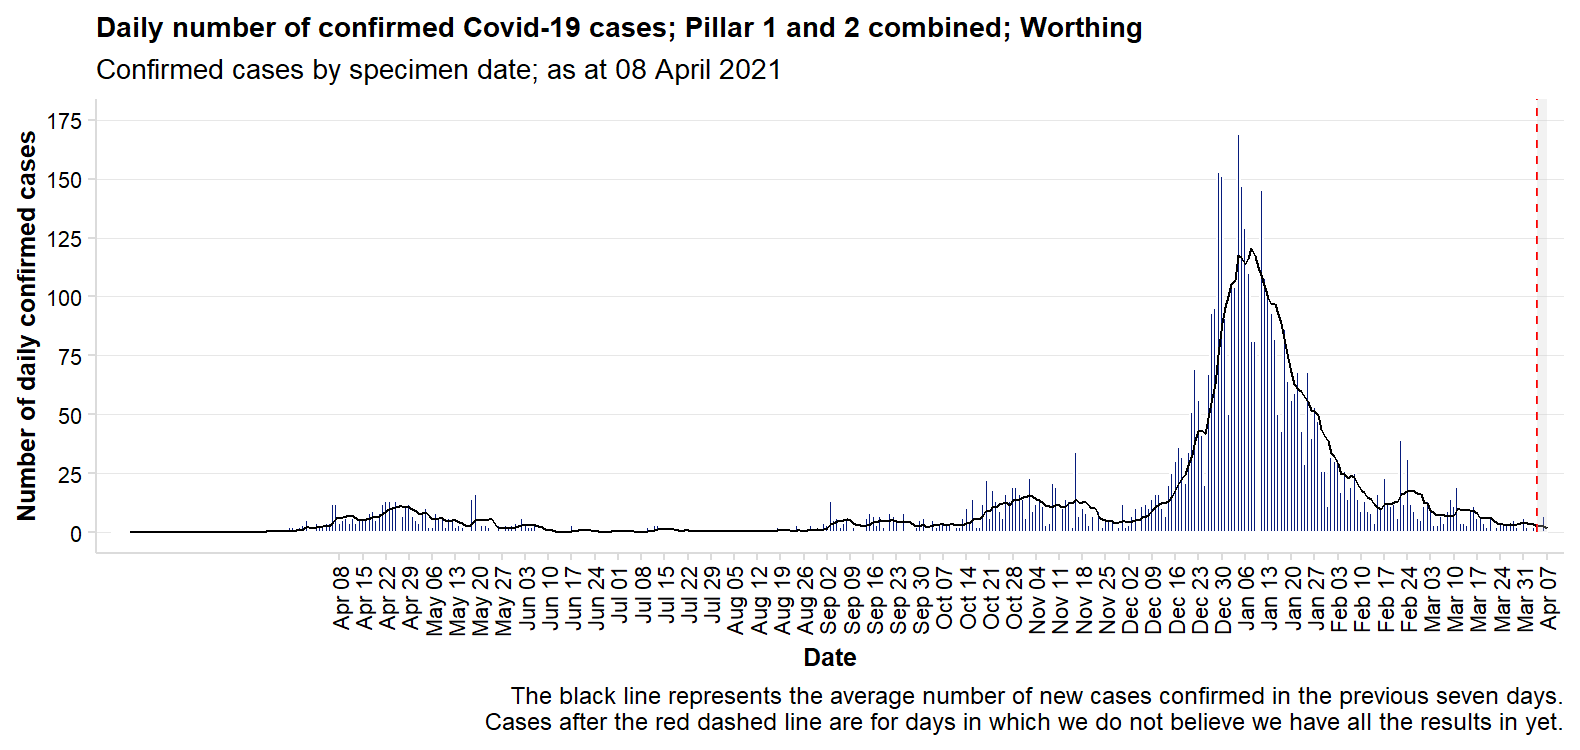 Daily number of confirmed Covid-19 cases; Pillar 1 and 2 combined; Worthing
Confirmed cases by specimen date; as at 08 April 2021
Number of daily confirmed cases
175
150
125
100
75
50
25
0
Apr 08
Apr 15
Apr 22
Apr 29
May 06
May 13
May 20
May 27
Jun 03
Jun 10
Jun 17
Jun 24
Jul 01
Jul 08
Jul 15
Jul 22
Jul 29
Aug 05
Aug 12
Aug 19
Aug 26
Sep 02
Sep 09
Sep 16
Sep 23
Sep 30
Oct 07
Oct 14
Oct 21
Oct 28
Nov 04
Nov 11
Nov 18
Nov 25
Dec 02
Dec 09
Dec 16
Dec 23
Dec 30
Jan 06
Jan 13
Jan 20
Jan 27
Feb 03
Feb 10
Feb 17
Feb 24
Mar 03
Mar 10
Mar 17
Mar 24
Mar 31
Apr 07
Date
The black line represents the average number of new cases confirmed in the previous seven days.
Cases after the red dashed line are for days in which we do not believe we have all the results in yet.